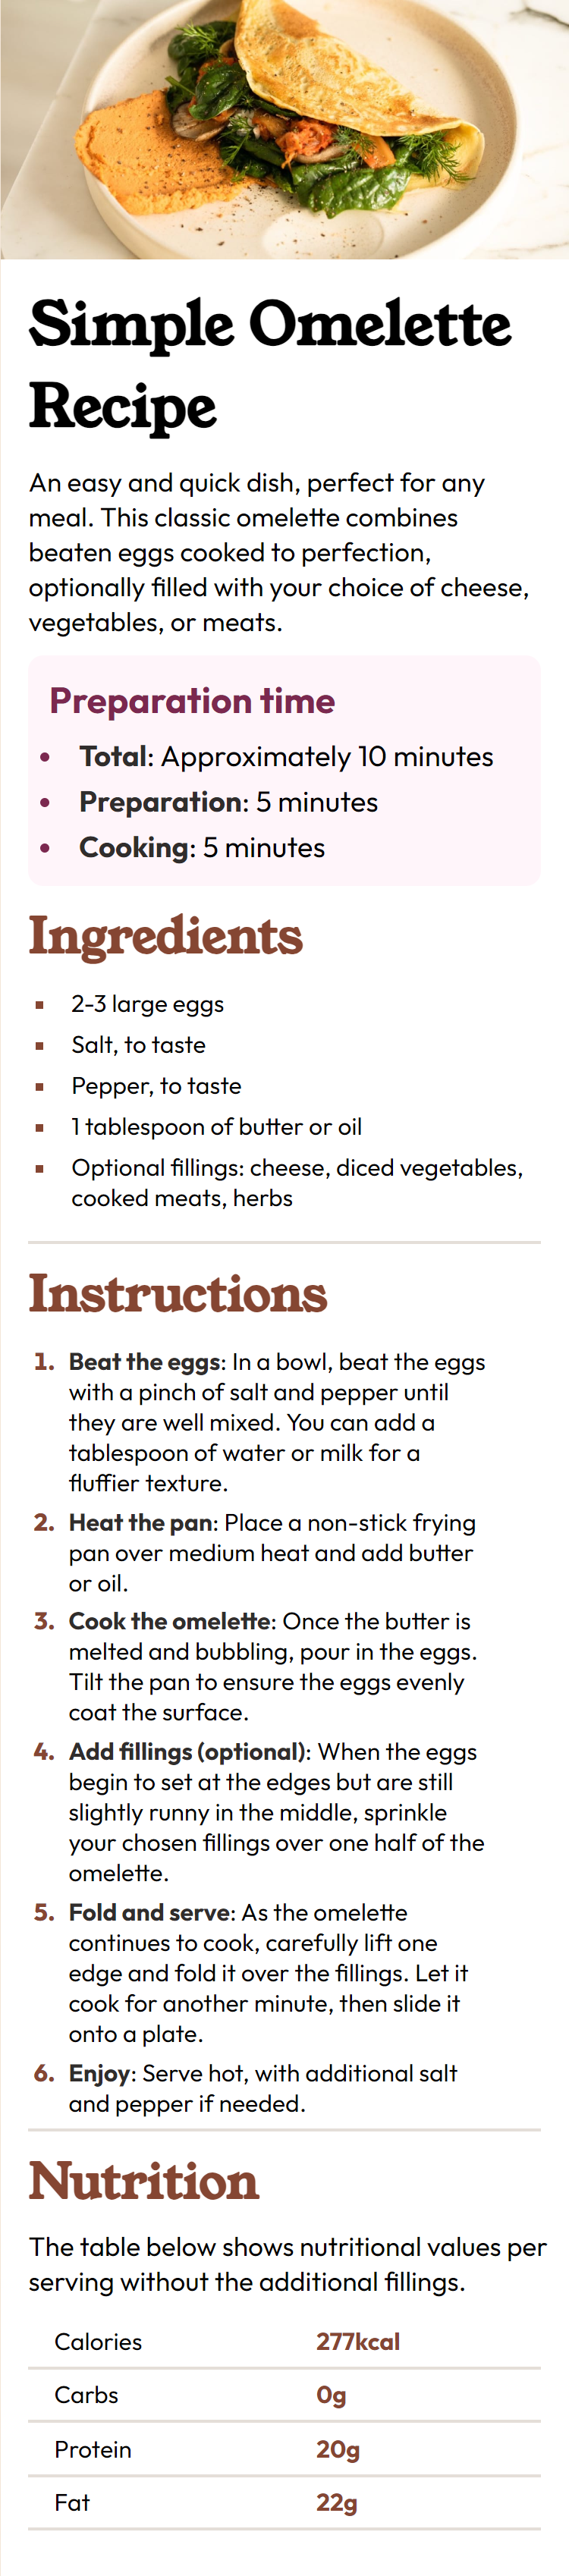 Simple Omelette
Recipe
An easy and quick dish, perfect for any
meal. This classic omelette combines
beaten eggs cooked to perfection,
optionally filled with your choice of cheese,
vegetables, or meats.
Preparation time
• Total: Approximately 10 minutes
• Preparation: 5 minutes
• Cooking: 5 minutes
Ingredients
▪ 2-3 large eggs
▪ Salt, to taste
▪ Pepper, to taste
▪ 1 tablespoon of butter or oil
▪ Optional fillings: cheese, diced vegetables,
cooked meats, herbs
Instructions
1. Beat the eggs: In a bowl, beat the eggs
with a pinch of salt and pepper until
they are well mixed. You can add a
tablespoon of water or milk for a
fluffier texture.
2. Heat the pan: Place a non-stick frying
pan over medium heat and add butter
or oil.
3. Cook the omelette: Once the butter is
melted and bubbling, pour in the eggs.
Tilt the pan to ensure the eggs evenly
coat the surface.
4. Add fillings (optional): When the eggs
begin to set at the edges but are still
slightly runny in the middle, sprinkle
your chosen fillings over one half of the
omelette.
5. Fold and serve: As the omelette
continues to cook, carefully lift one
edge and fold it over the fillings. Let it
cook for another minute, then slide it
onto a plate.
6. Enjoy: Serve hot, with additional salt
and pepper if needed.
Nutrition
The table below shows nutritional values per
serving without the additional fillings.
Calories 277kcal
Carbs 0g
Protein 20g
Fat 22g